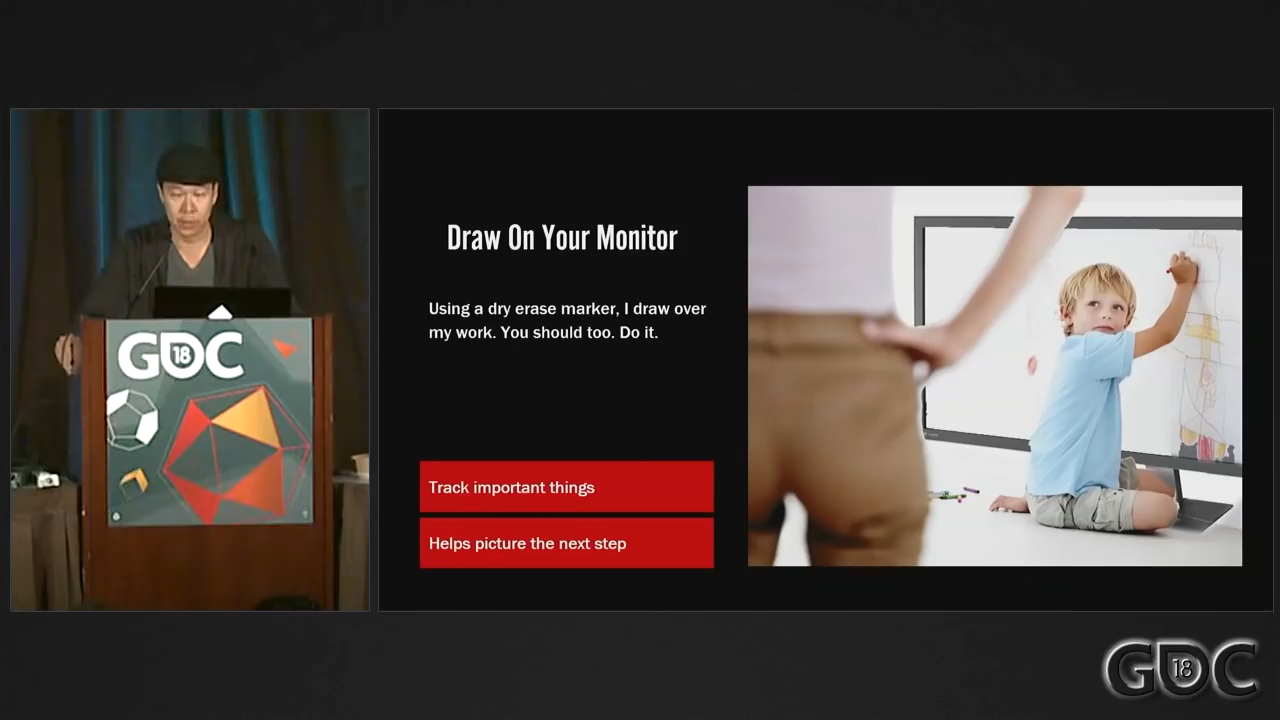 GDC
18
Draw On Your Monitor
Using a dry erase marker, I draw over
my work. You should too. Do it.
Track important things
Helps picture the next step
GDC
18